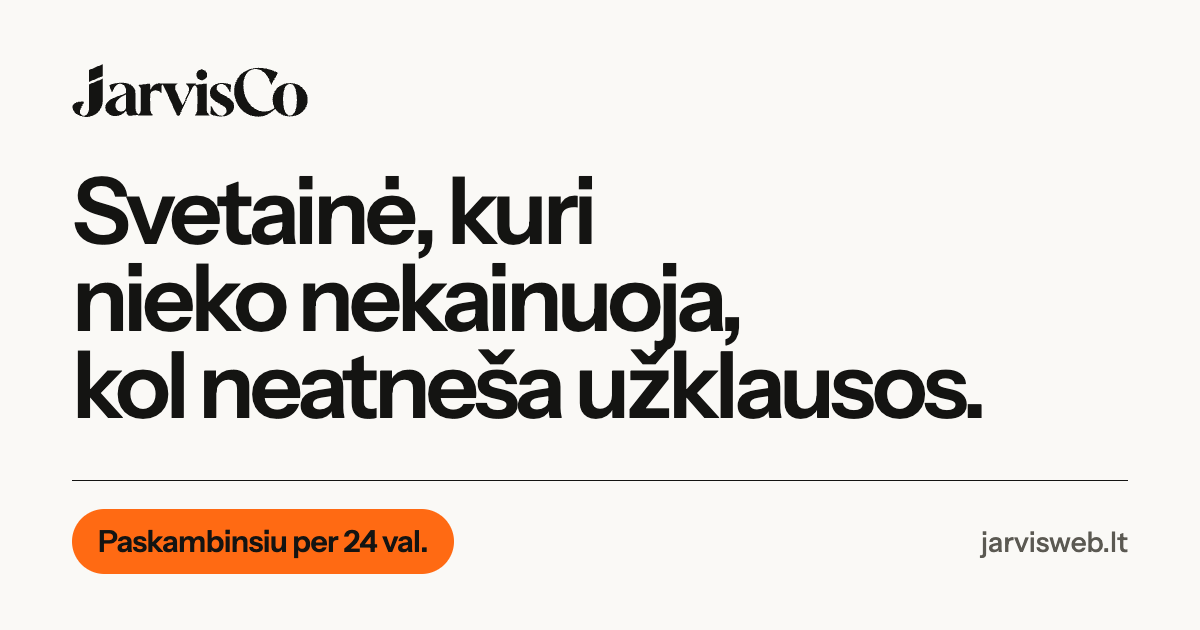 JarvisCo
Svetainė, kuri
nieko nekainuoja,
kol neatneša užklausos.
Paskambinsiu per 24 val.
jarvisweb.lt